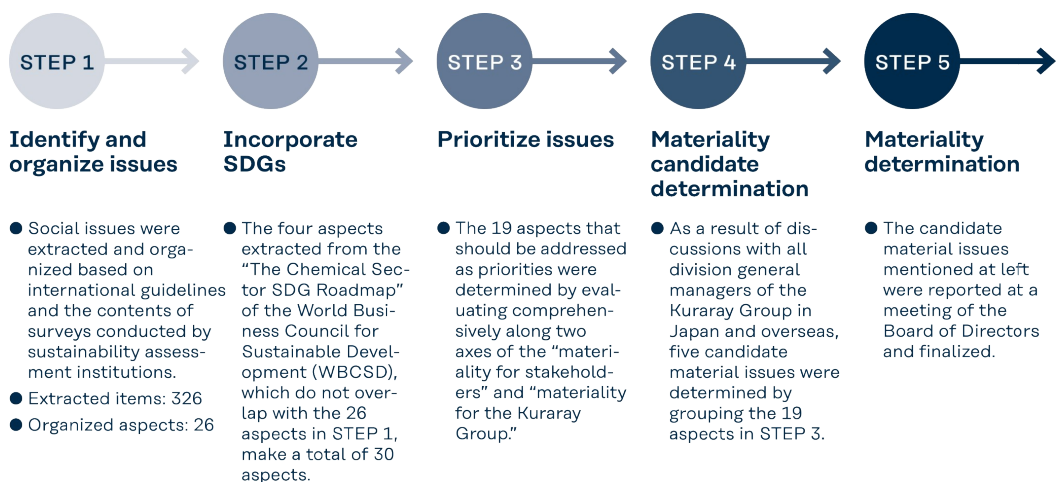 STEP 1
STEP 2
STEP 3
STEP 4
STEP 5
Identify and
organize issues
● Social issues were
extracted and orga-
nized based on
international guidelines
and the contents of
surveys conducted by
sustainability assess-
ment institutions.
● Extracted items: 326
● Organized aspects: 26
Incorporate
SDGs
● The four aspects
extracted from the
“The Chemical Sec-
tor SDG Roadmap”
of the World Busi-
ness Council for
Sustainable Devel-
opment (WBCSD),
which do not over-
lap with the 26
aspects in STEP 1,
make a total of 30
aspects.
Prioritize issues
● The 19 aspects that
should be addressed
as priorities were
determined by eval-
uating comprehen-
sively along two
axes of the “materi-
ality for stakehold-
ers” and “materiality
for the Kuraray
Group.”
Materiality
candidate
determination
● As a result of dis-
cussions with all
division general
managers of the
Kuraray Group in
Japan and overseas,
five candidate
material issues were
determined by
grouping the 19
aspects in STEP 3.
Materiality
determination
● The candidate
material issues
mentioned at left
were reported at a
meeting of the
Board of Directors
and finalized.